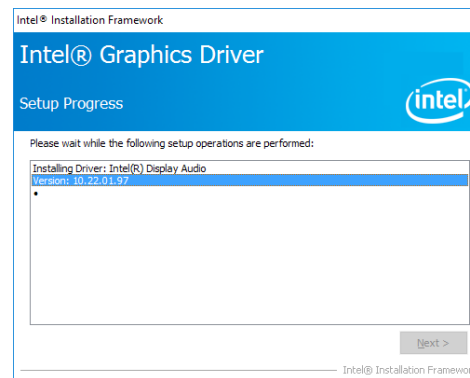 Intel® Installation Framework
Intel® Graphics Driver
Setup Progress
intel
Please wait while the following setup operations are performed:
Installing Driver: Intel(R) Display Audio
Version: 10.22.01.97
•
Next >
Intel® Installation Framewor